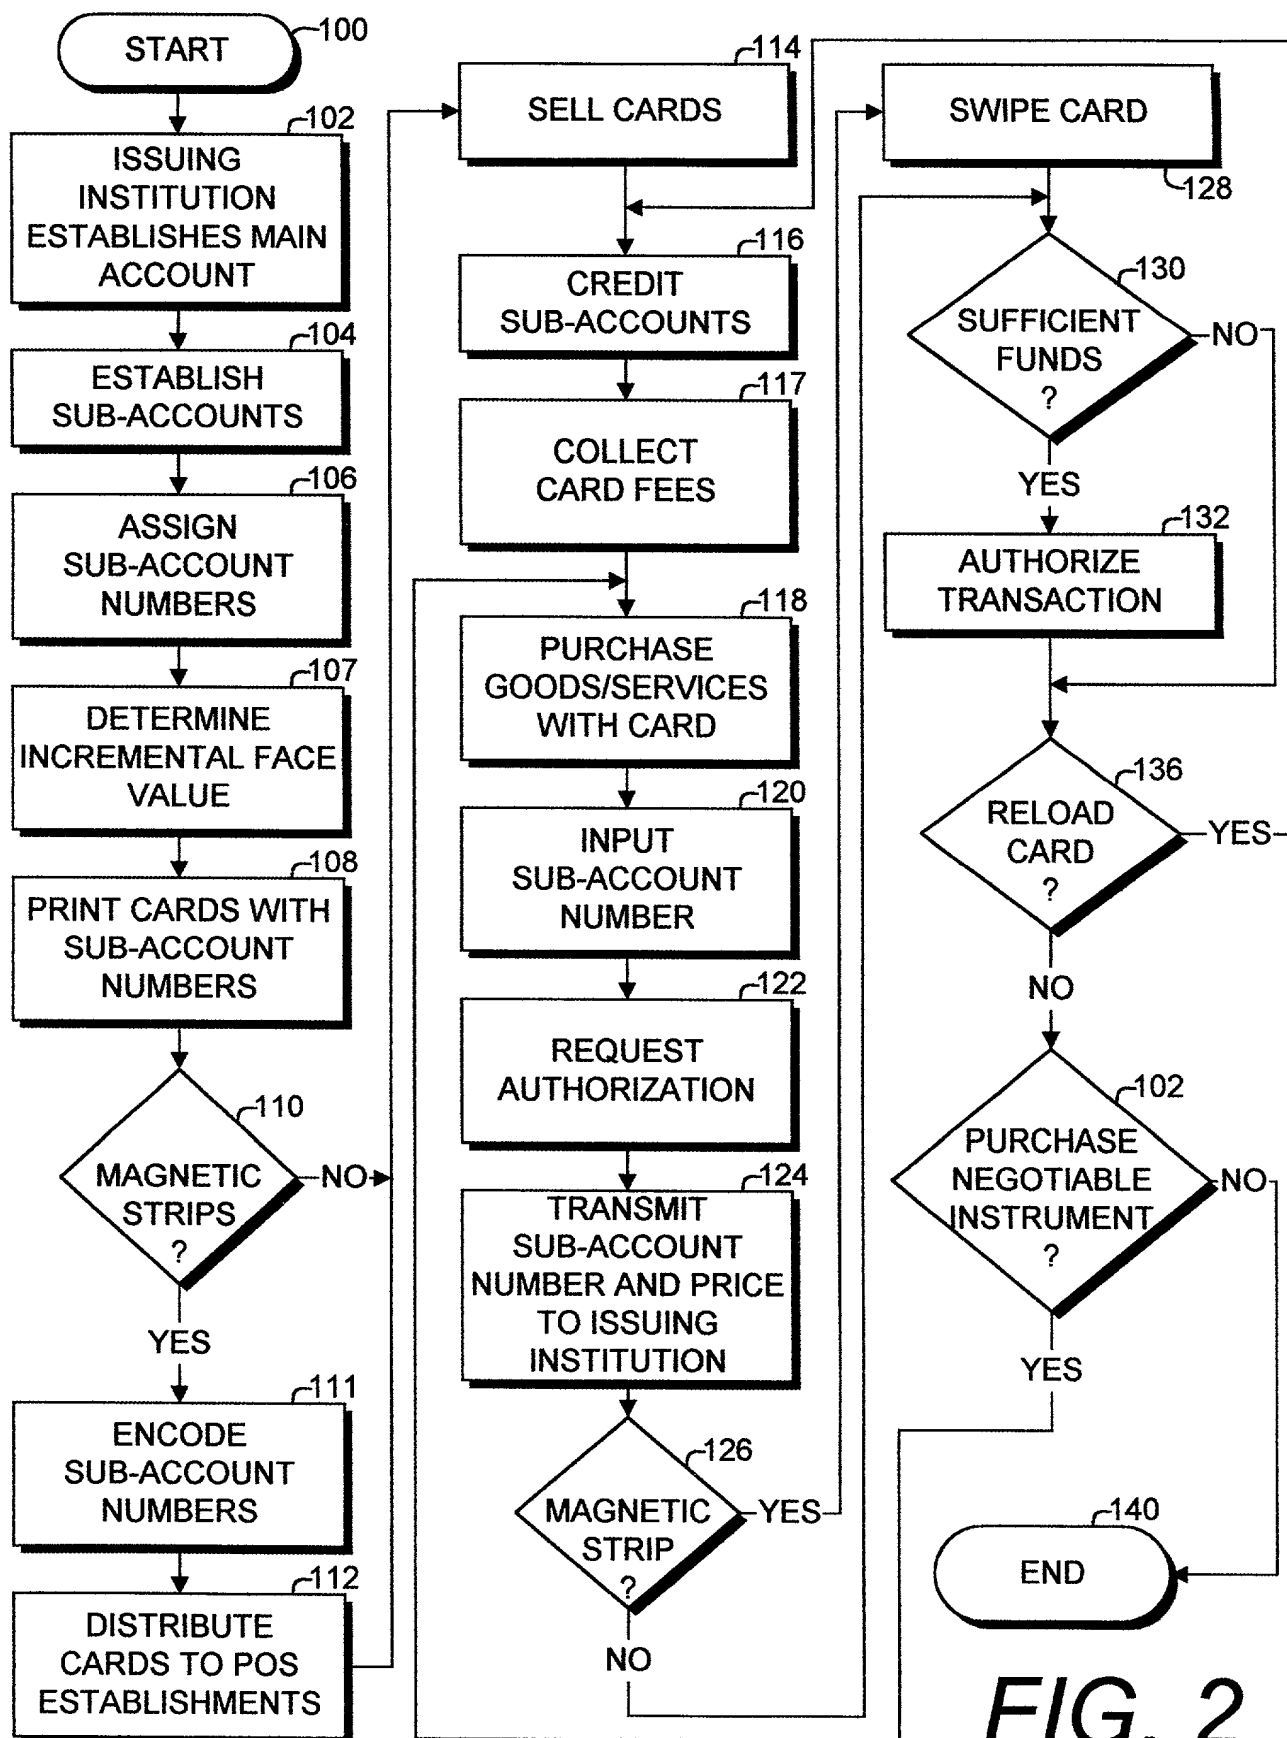 START
100
102
ISSUING
INSTITUTION
ESTABLISHES MAIN
ACCOUNT
104
ESTABLISH
SUB-ACCOUNTS
106
ASSIGN
SUB-ACCOUNT
NUMBERS
107
DETERMINE
INCREMENTAL FACE
VALUE
108
PRINT CARDS WITH
SUB-ACCOUNT
NUMBERS
110
MAGNETIC
STRIPS
?
NO
YES
111
ENCODE
SUB-ACCOUNT
NUMBERS
112
DISTRIBUTE
CARDS TO POS
ESTABLISHMENTS
114
SELL CARDS
116
CREDIT
SUB-ACCOUNTS
117
COLLECT
CARD FEES
118
PURCHASE
GOODS/SERVICES
WITH CARD
120
INPUT
SUB-ACCOUNT
NUMBER
122
REQUEST
AUTHORIZATION
124
TRANSMIT
SUB-ACCOUNT
NUMBER AND PRICE
TO ISSUING
INSTITUTION
126
MAGNETIC
STRIP
?
YES
NO
SWIPE CARD
128
130
SUFFICIENT
FUNDS
?
NO
YES
132
AUTHORIZE
TRANSACTION
136
RELOAD
CARD
?
YES
NO
102
PURCHASE
NEGOTIABLE
INSTRUMENT
?
NO
YES
140
END
FIG. 2